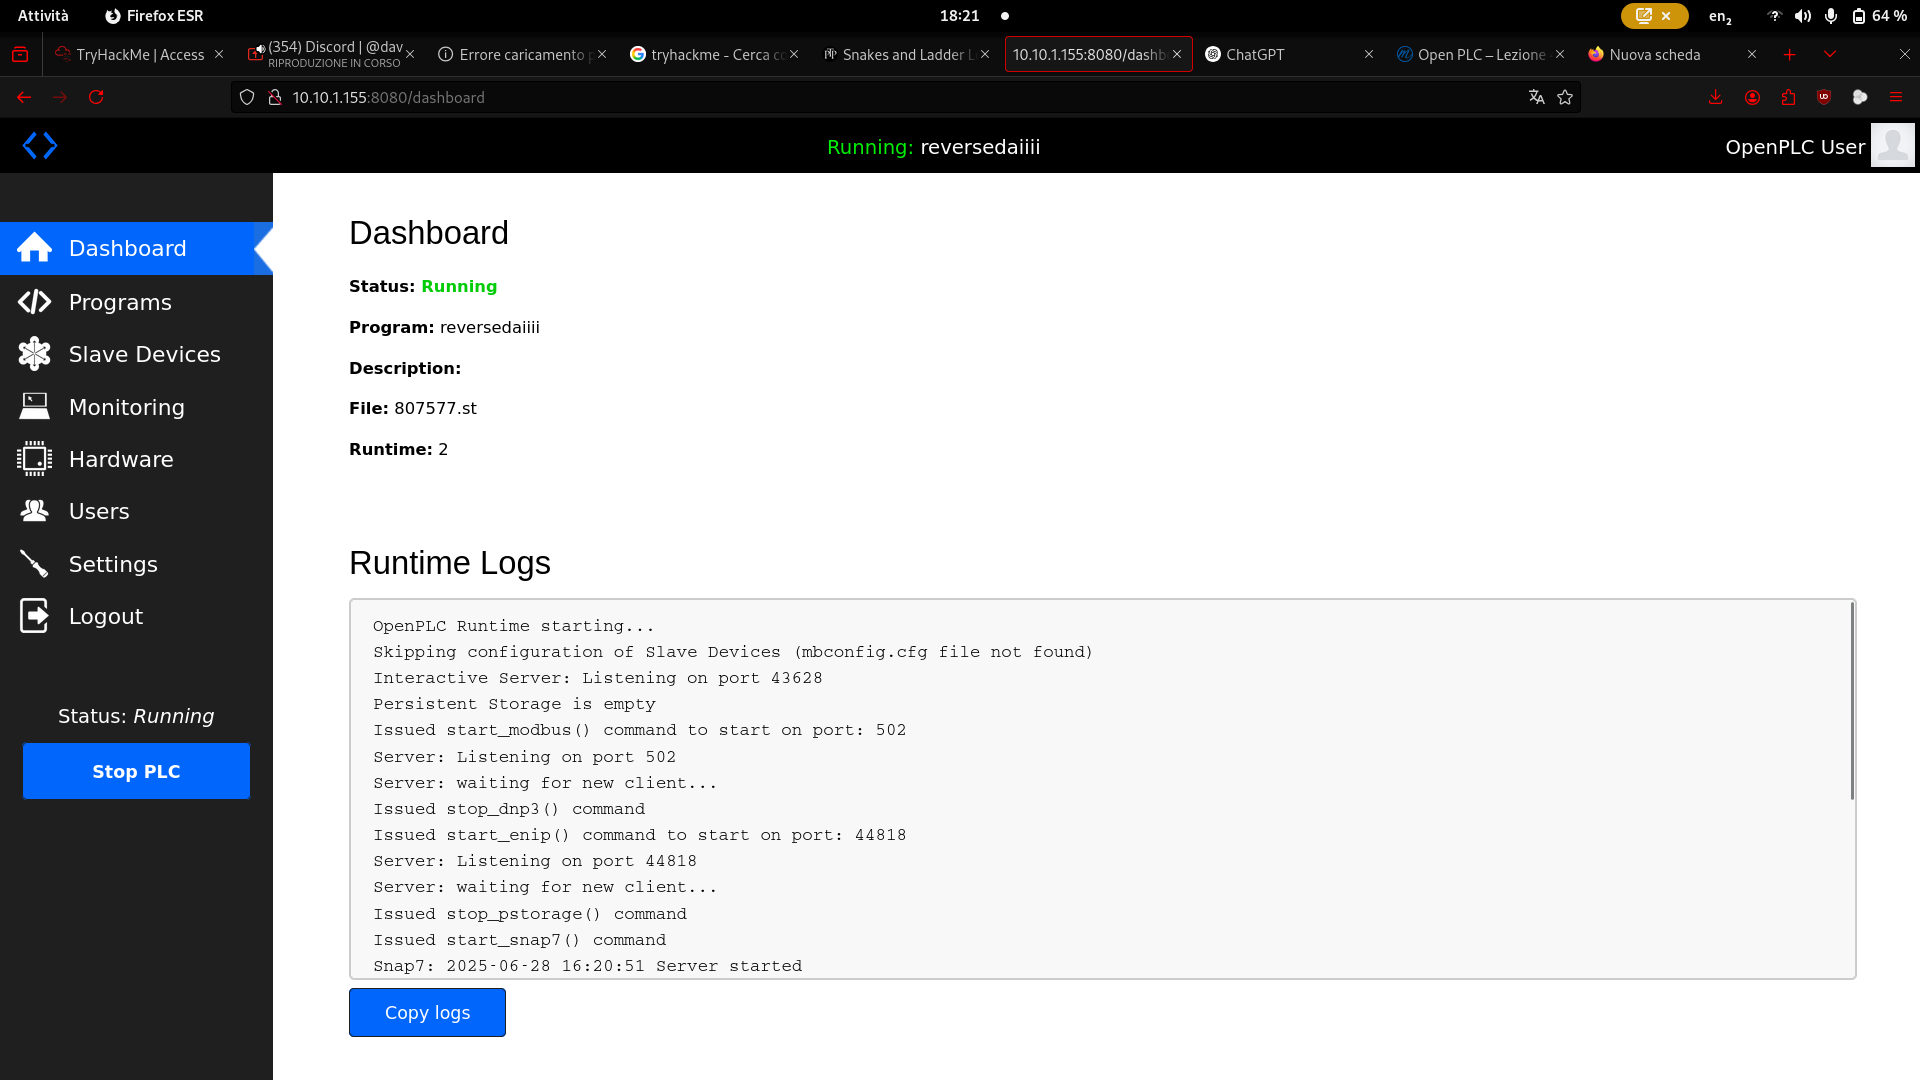 Attività Firefox ESR 18:21 en2 64 %
TryHackMe | Access
(354) Discord | @dav
RIPRODUZIONE IN CORSO
Errore caricamento p
tryhackme - Cerca co
Snakes and Ladder L
10.10.1.155:8080/dashb
ChatGPT
Open PLC – Lezione
Nuova scheda
10.10.1.155:8080/dashboard
Running: reversedaiiii
OpenPLC User
Dashboard
Programs
Slave Devices
Monitoring
Hardware
Users
Settings
Logout
Status: Running
Stop PLC
Dashboard
Status: Running
Program: reversedaiiii
Description:
File: 807577.st
Runtime: 2
Runtime Logs
OpenPLC Runtime starting...
Skipping configuration of Slave Devices (mbconfig.cfg file not found)
Interactive Server: Listening on port 43628
Persistent Storage is empty
Issued start_modbus() command to start on port: 502
Server: Listening on port 502
Server: waiting for new client...
Issued stop_dnp3() command
Issued start_enip() command to start on port: 44818
Server: Listening on port 44818
Server: waiting for new client...
Issued stop_pstorage() command
Issued start_snap7() command
Snap7: 2025-06-28 16:20:51 Server started
Copy logs